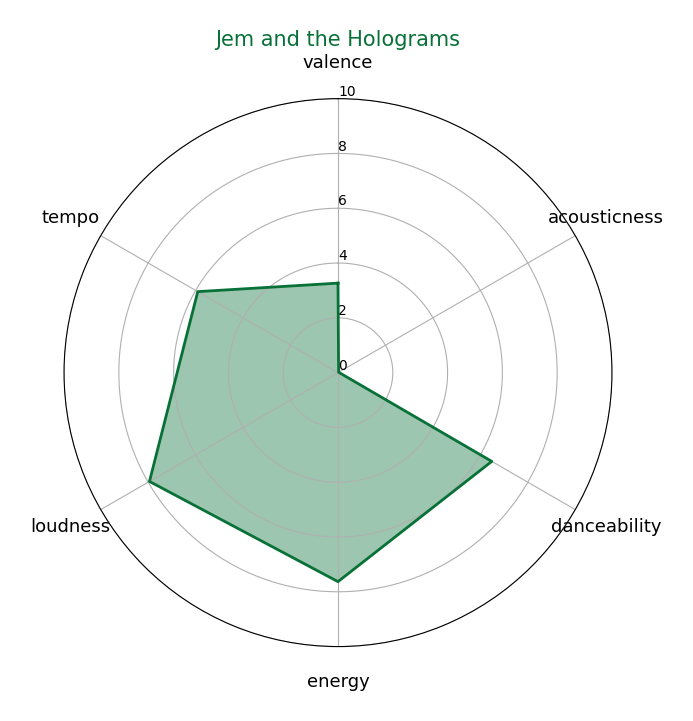 Jem and the Holograms
valence
10
8
tempo
acousticness
6
4
2
0
loudness
danceability
energy